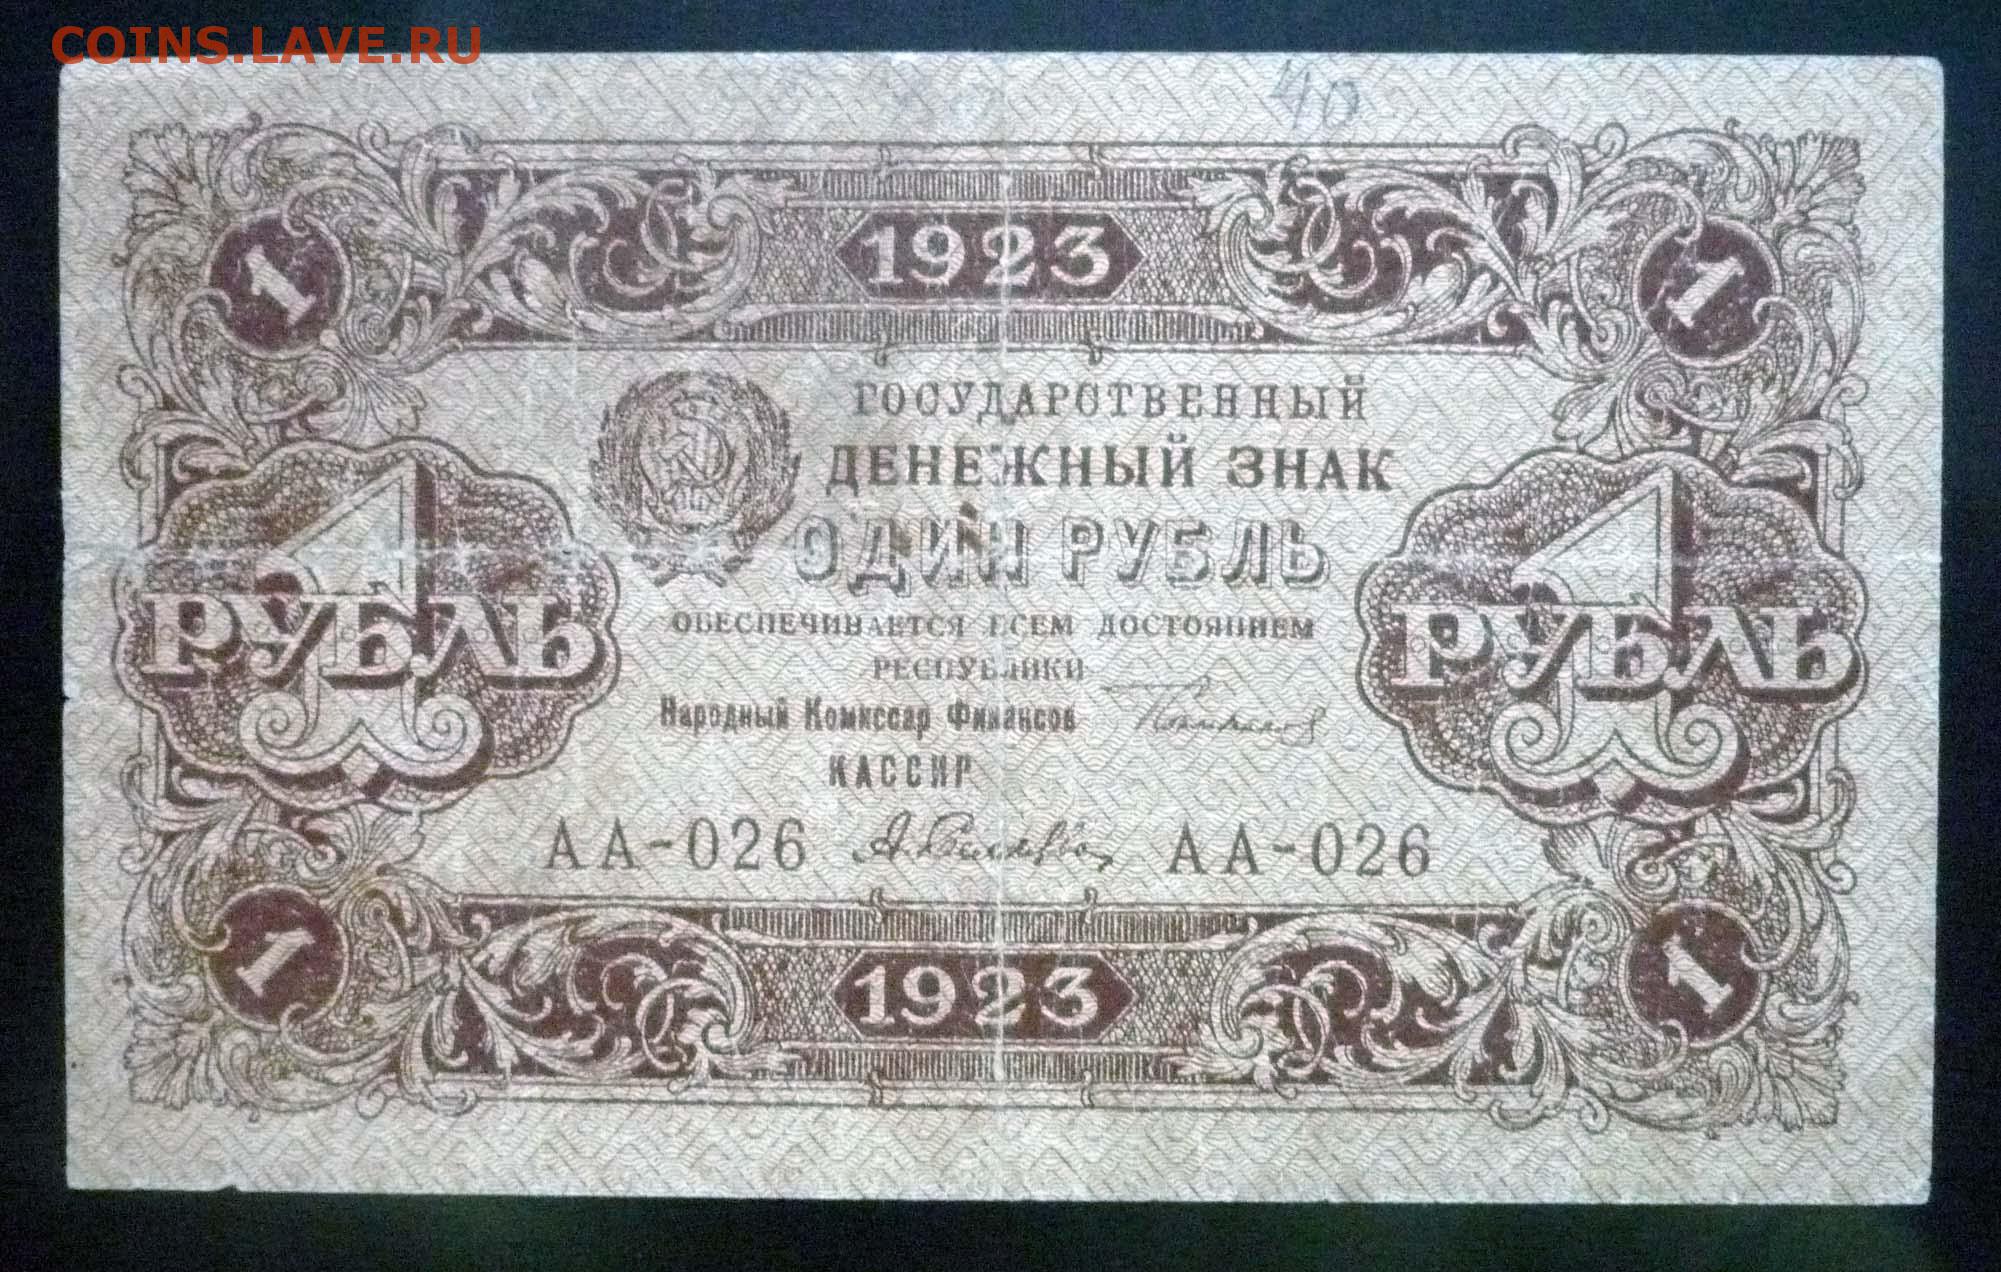 COINS.LAVE.RU
40
1 1923 1
ГОСУДАРСТВЕННЫЙ
ДЕНЕЖНЫЙ ЗНАК
ОДИН РУБЛЬ
1 РУБЛЬ
1 РУБЛЬ
ОБЕСПЕЧИВАЕТСЯ ВСЕМ ДОСТОЯНИЕМ
РЕСПУБЛИКИ
Народный Комиссар Финансов
КАССИР
АА-026 АА-026
1 1923 1